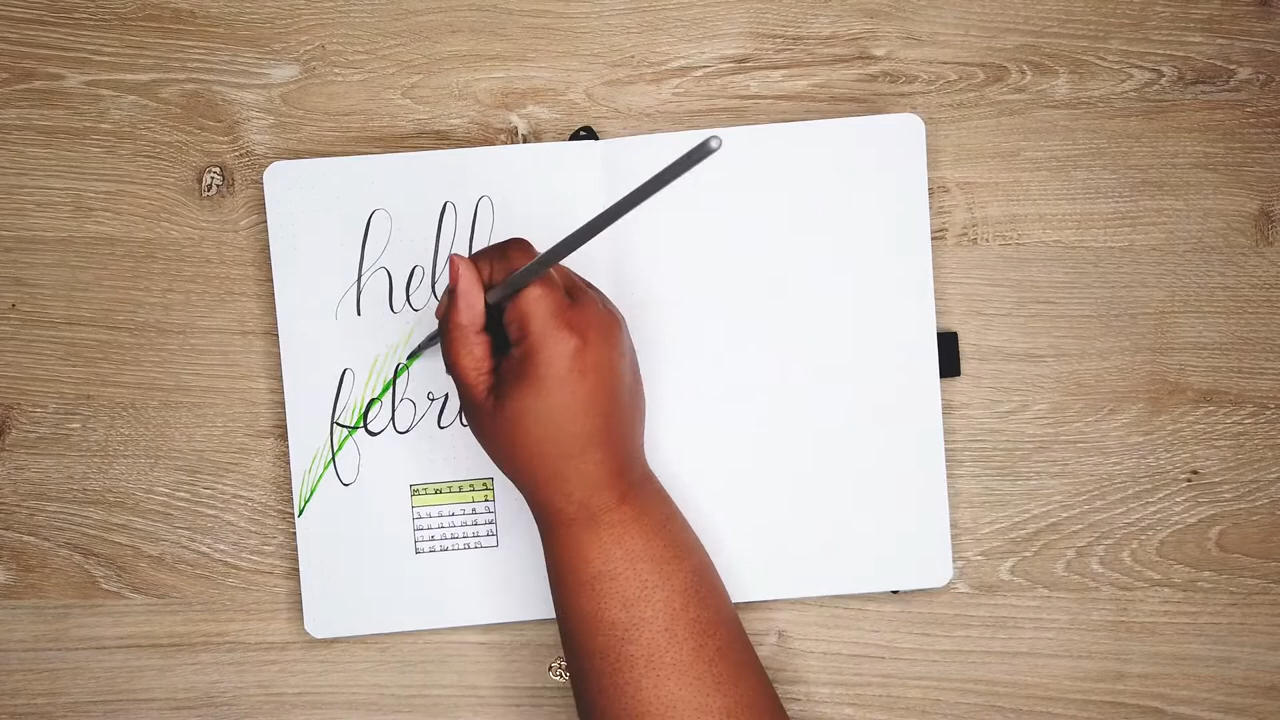 hell
febru
M T W T F S S
1 2
3 4 5 6 7 8 9
10 11 12 13 14 15 16
17 18 19 20 21 22 23
24 25 26 27 28 29